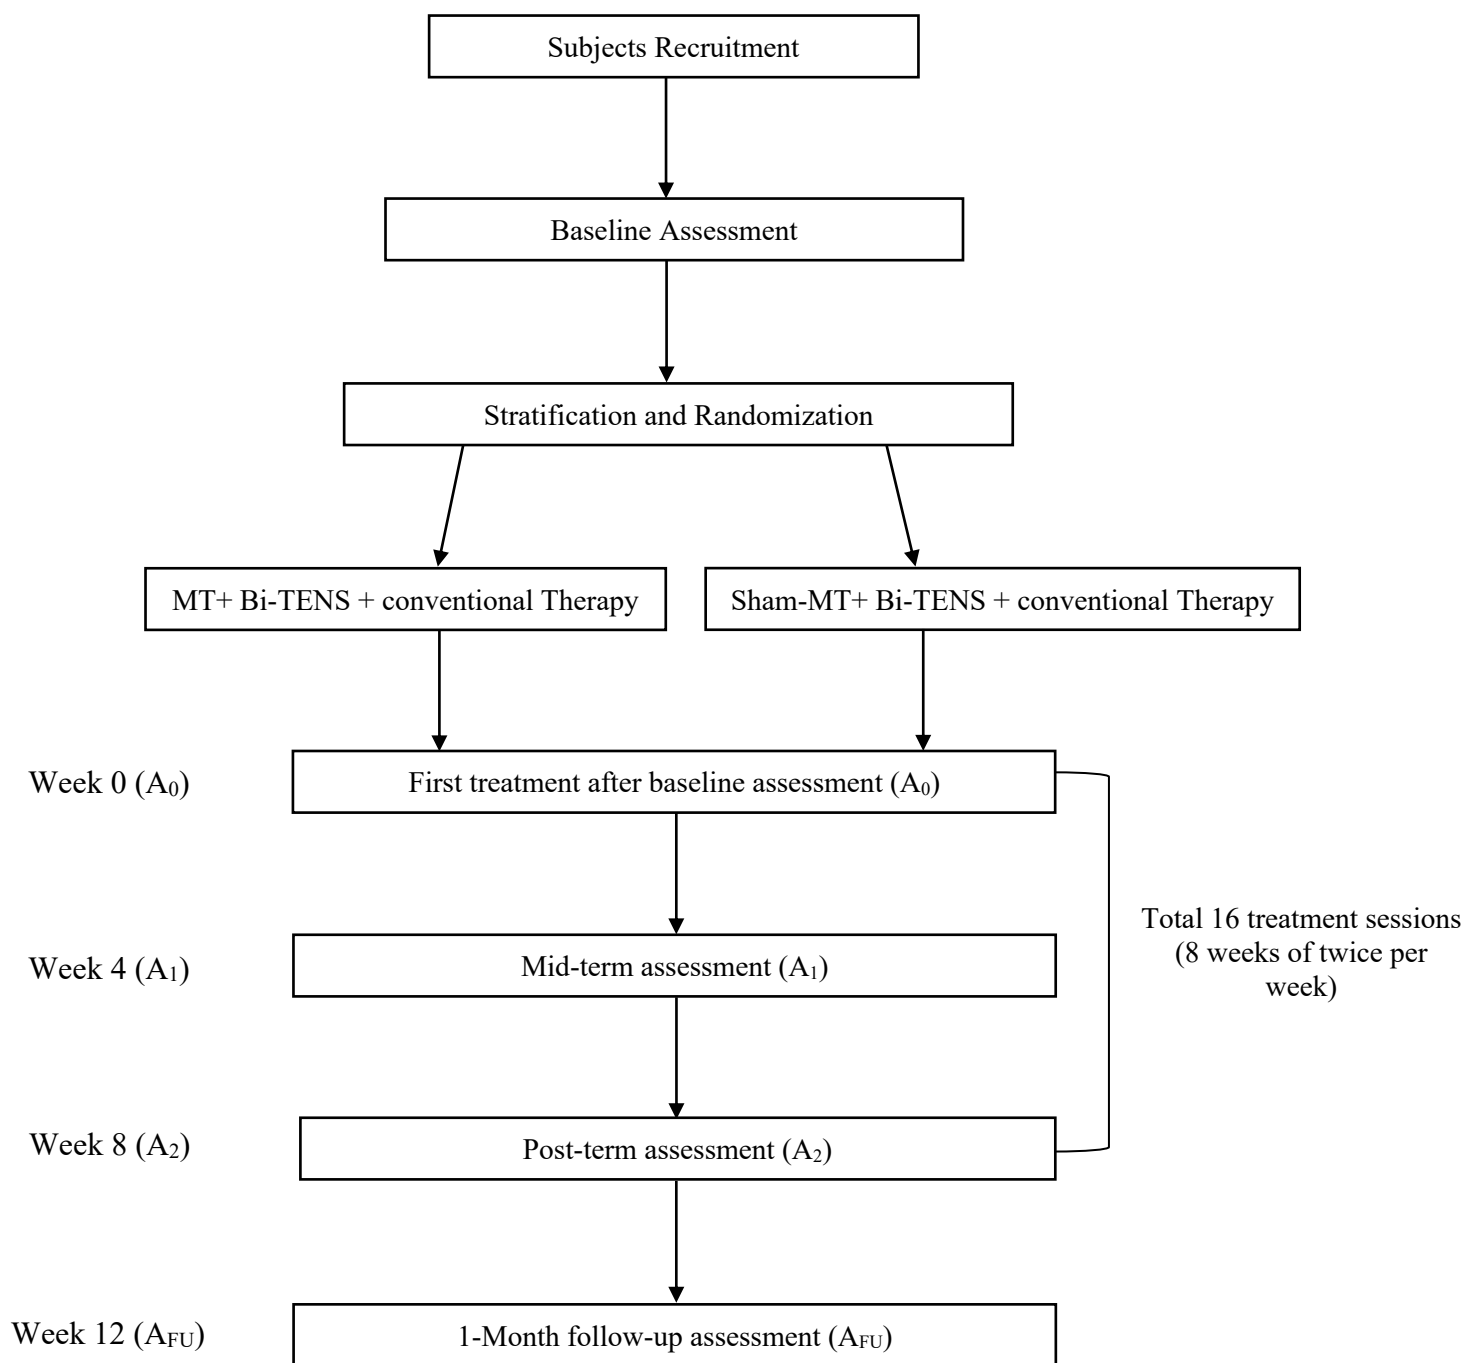 Subjects Recruitment
Baseline Assessment
Stratification and Randomization
MT+ Bi-TENS + conventional Therapy
Sham-MT+ Bi-TENS + conventional Therapy
Week 0 (A₀)
First treatment after baseline assessment (A₀)
Total 16 treatment sessions
(8 weeks of twice per
week)
Week 4 (A₁)
Mid-term assessment (A₁)
Week 8 (A₂)
Post-term assessment (A₂)
Week 12 (AFU)
1-Month follow-up assessment (AFU)